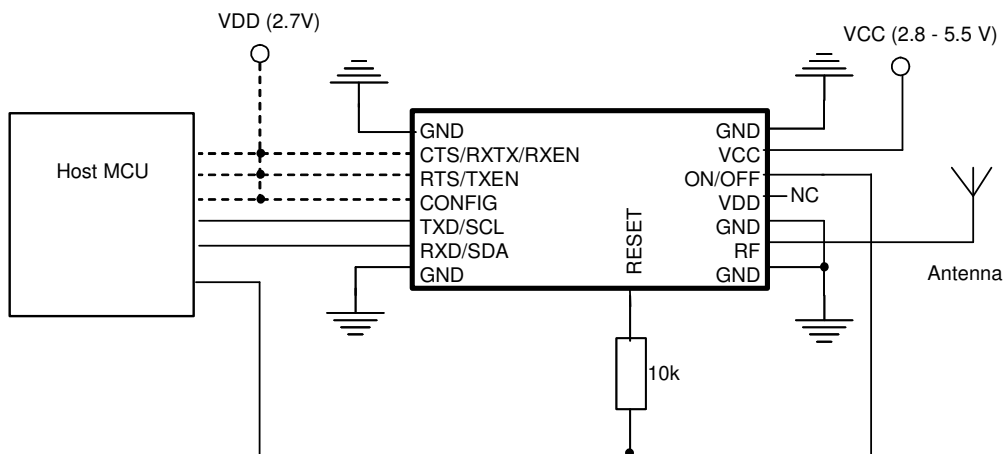 VDD (2.7V)
VCC (2.8 - 5.5 V)
Host MCU
GND
CTS/RXTX/RXEN
RTS/TXEN
CONFIG
TXD/SCL
RXD/SDA
GND
RESET
GND
VCC
ON/OFF
VDD
GND
RF
GND
NC
Antenna
10k